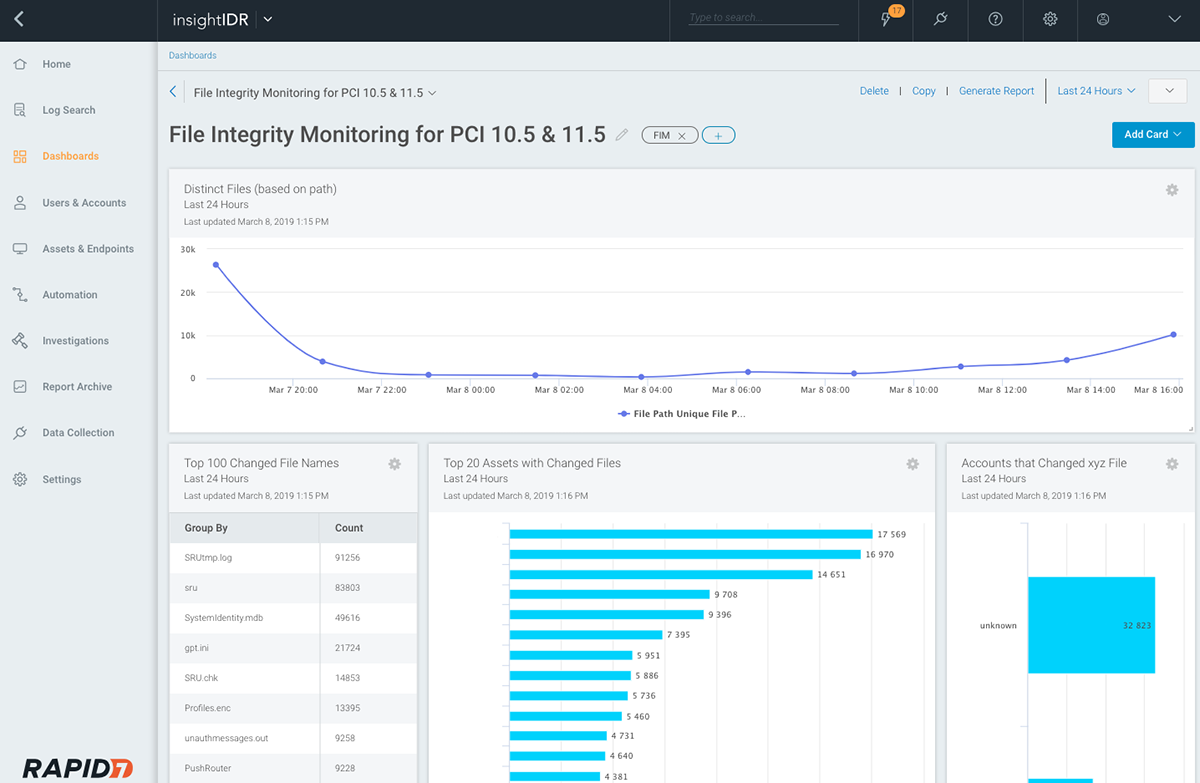 insightIDR
Type to search...
17
Home
Log Search
Dashboards
Users & Accounts
Assets & Endpoints
Automation
Investigations
Report Archive
Data Collection
Settings
RAPID7
Dashboards
File Integrity Monitoring for PCI 10.5 & 11.5
Delete | Copy | Generate Report
Last 24 Hours
File Integrity Monitoring for PCI 10.5 & 11.5
FIM
Add Card
Distinct Files (based on path)
Last 24 Hours
Last updated March 8, 2019 1:15 PM
30k
20k
10k
0
Mar 7 20:00 Mar 7 22:00 Mar 8 00:00 Mar 8 02:00 Mar 8 04:00 Mar 8 06:00 Mar 8 08:00 Mar 8 10:00 Mar 8 12:00 Mar 8 14:00 Mar 8 16:00
File Path Unique File P...
Top 100 Changed File Names
Last 24 Hours
Last updated March 8, 2019 1:15 PM
Group By Count
SRUtmp.log 91256
sru 83803
SystemIdentity.mdb 49616
gpt.ini 21724
SRU.chk 14853
Profiles.enc 13395
unauthmessages.out 9258
PushRouter 9228
Top 20 Assets with Changed Files
Last 24 Hours
Last updated March 8, 2019 1:16 PM
17 569
16 970
14 651
9 708
9 396
7 395
5 951
5 886
5 736
5 460
4 731
4 640
4 381
Accounts that Changed xyz File
Last 24 Hours
Last updated March 8, 2019 1:16 PM
unknown
32 823